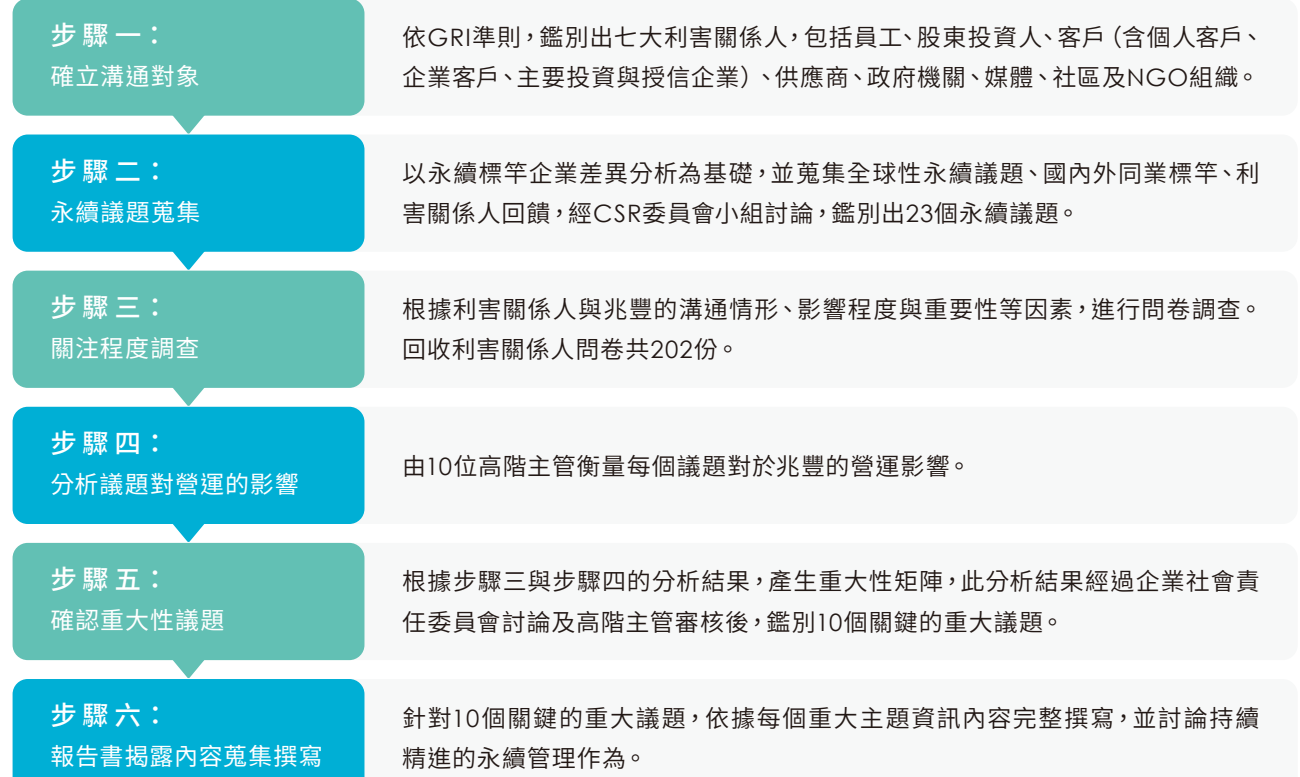 步驟一：
確立溝通對象
依GRI準則，鑑別出七大利害關係人，包括員工、股東投資人、客戶（含個人客戶、
企業客戶、主要投資與授信企業）、供應商、政府機關、媒體、社區及NGO組織。
步驟二：
永續議題蒐集
以永續標竿企業差異分析為基礎，並蒐集全球性永續議題、國內外同業標竿、利
害關係人回饋，經CSR委員會小組討論，鑑別出23個永續議題。
步驟三：
關注程度調查
根據利害關係人與兆豐的溝通情形、影響程度與重要性等因素，進行問卷調查。
回收利害關係人問卷共202份。
步驟四：
分析議題對營運的影響
由10位高階主管衡量每個議題對於兆豐的營運影響。
步驟五：
確認重大性議題
根據步驟三與步驟四的分析結果，產生重大性矩陣，此分析結果經過企業社會責
任委員會討論及高階主管審核後，鑑別10個關鍵的重大議題。
步驟六：
報告書揭露內容蒐集撰寫
針對10個關鍵的重大議題，依據每個重大主題資訊內容完整撰寫，並討論持續
精進的永續管理作為。